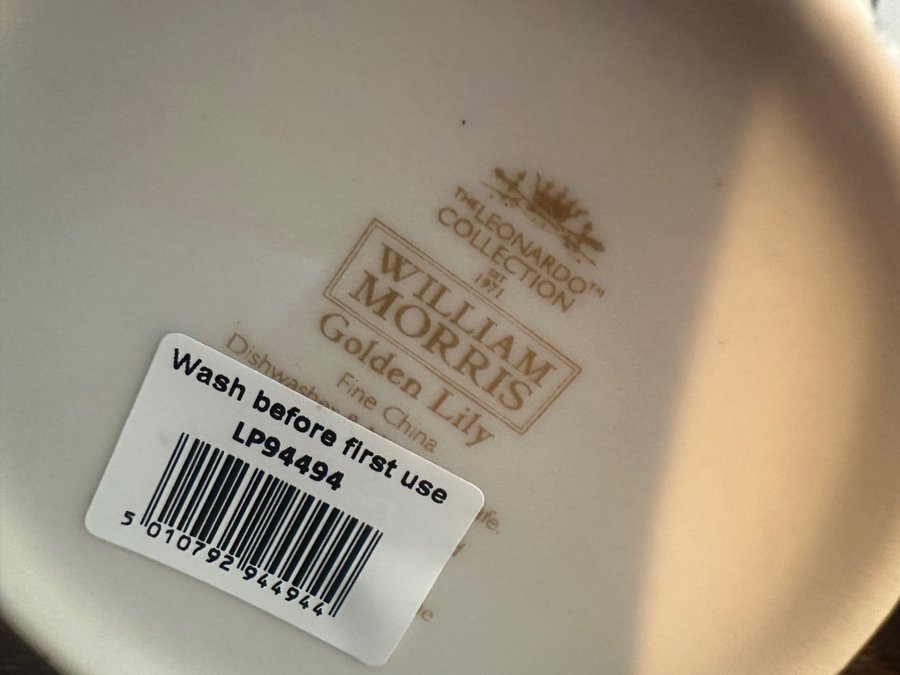 THE LEONARDO™
COLLECTION
EST
1971
WILLIAM
MORRIS
Golden Lily
Fine China
Dishwasher &
Wash before first use
LP94494
5 010792 944944